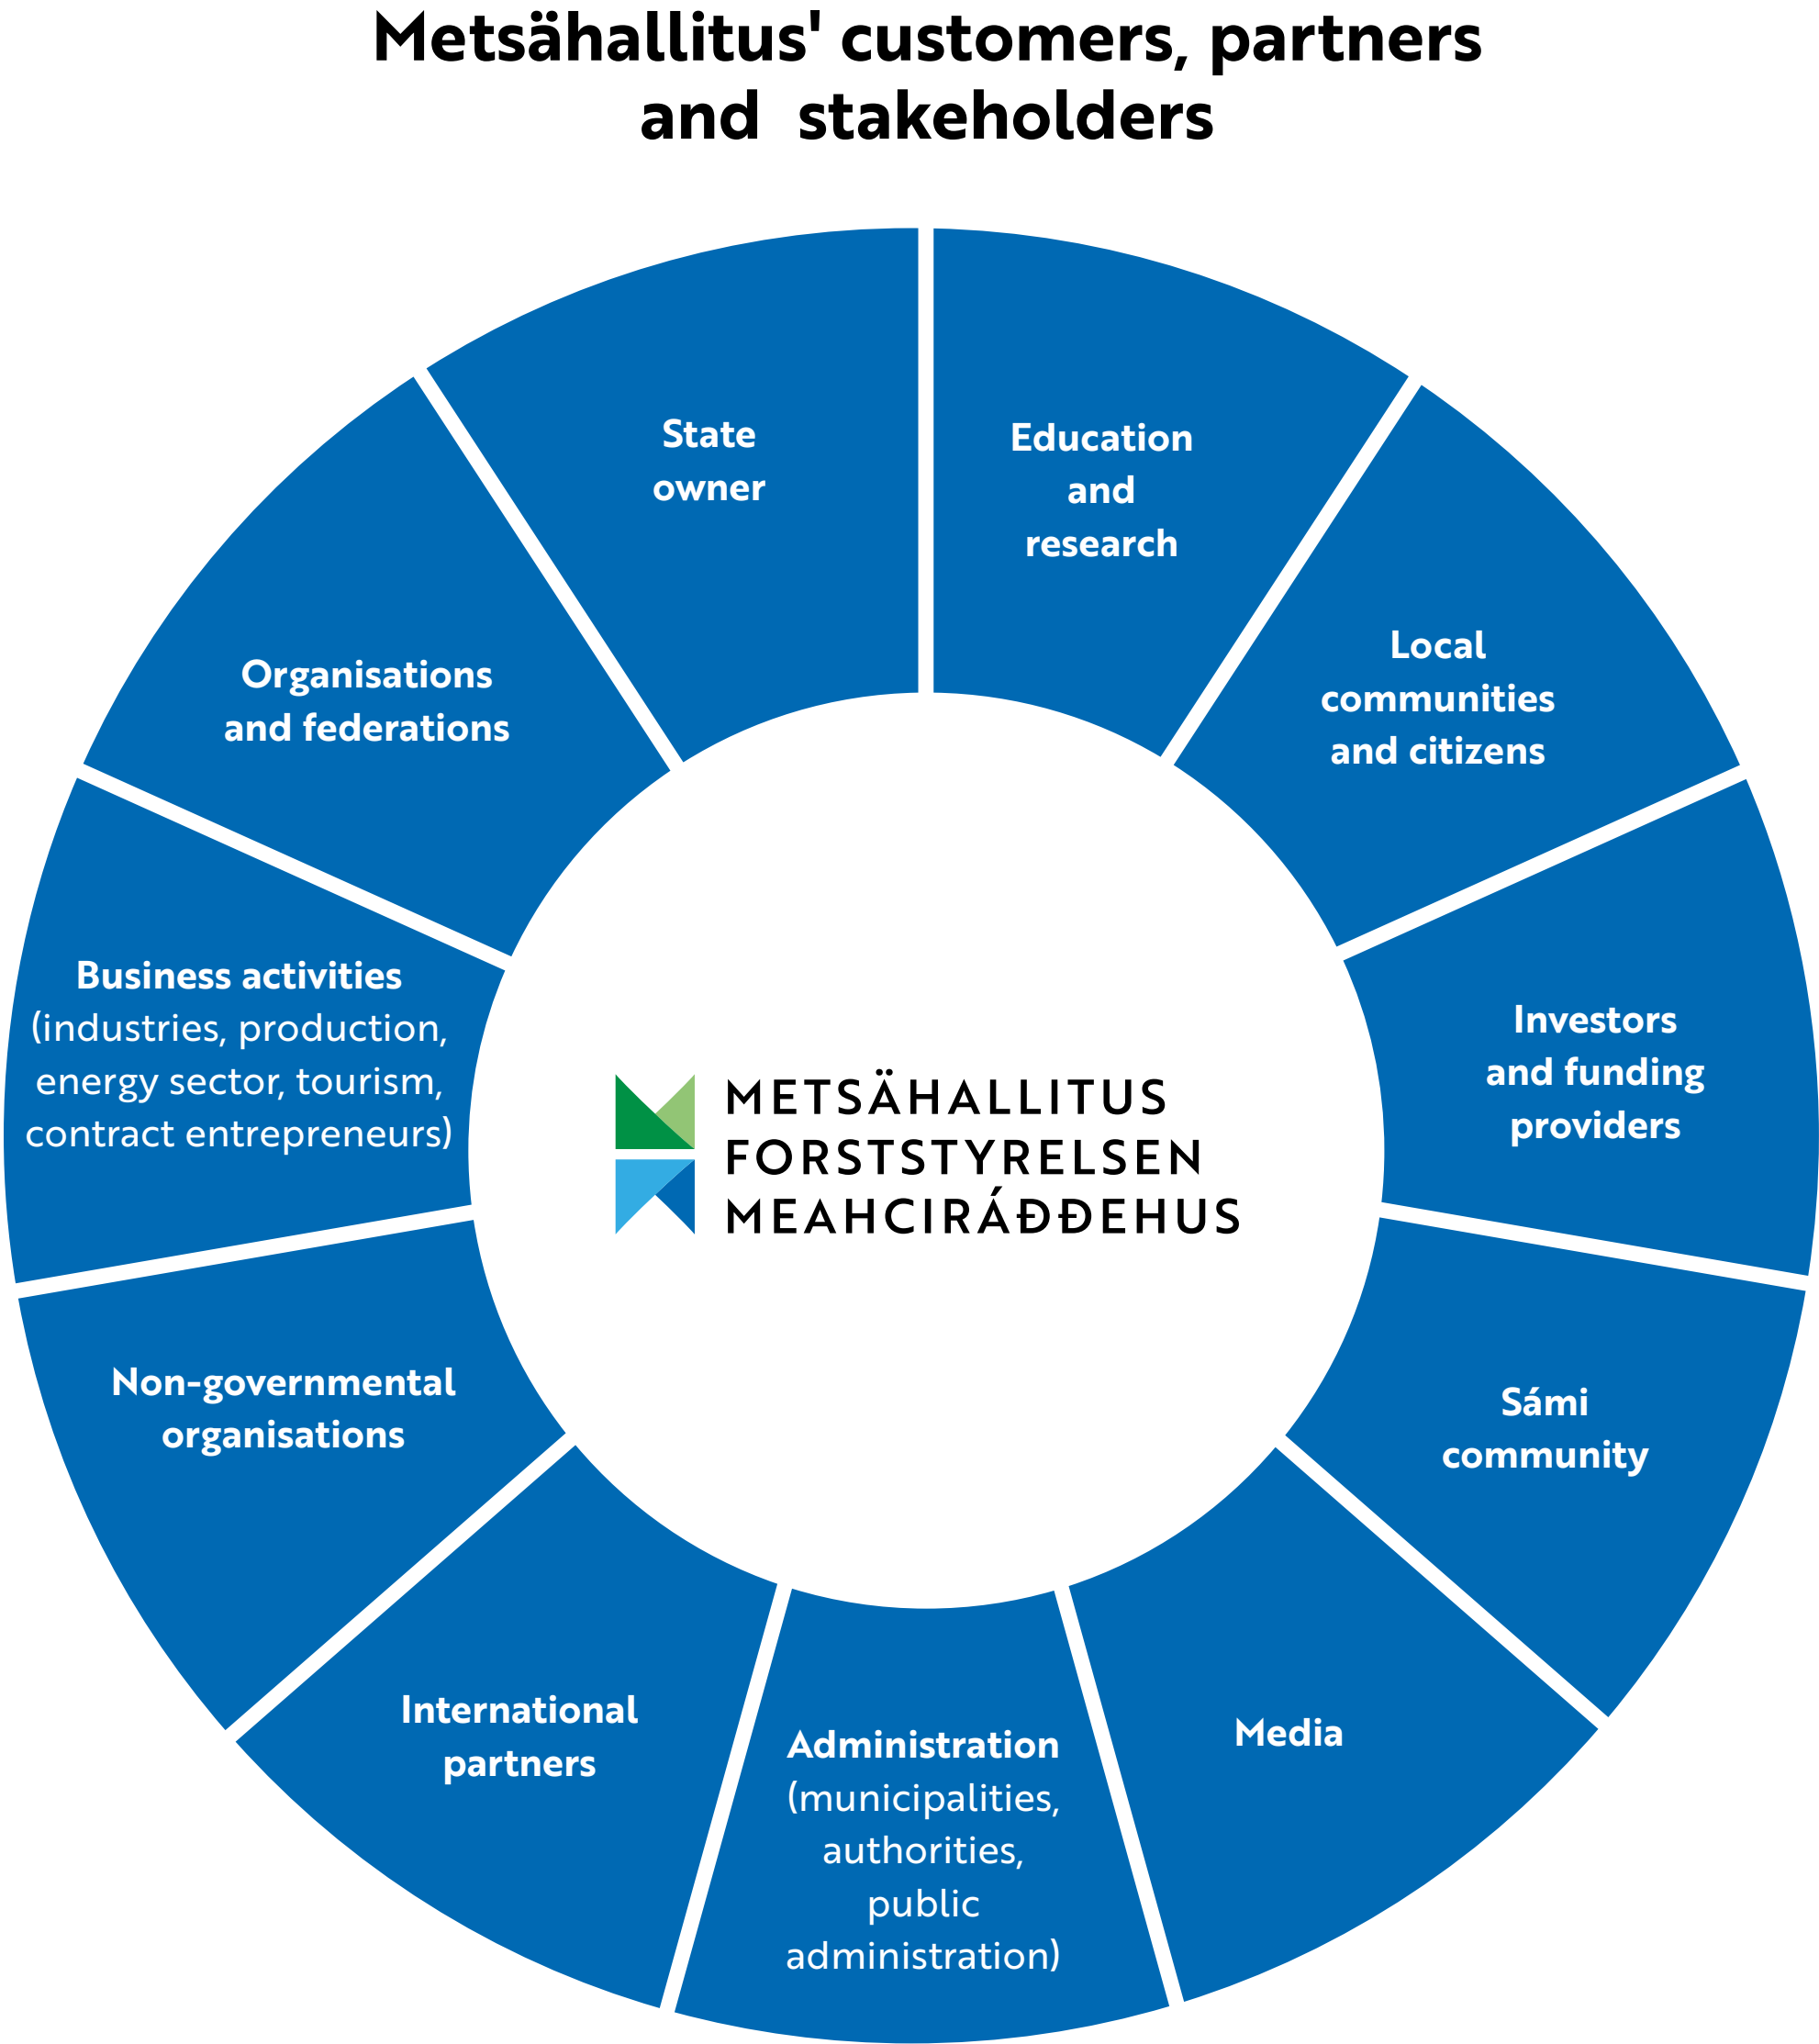 Metsähallitus' customers, partners
and stakeholders
State
owner
Education
and
research
Local
communities
and citizens
Investors
and funding
providers
Sámi
community
Media
Administration
(municipalities,
authorities,
public
administration)
International
partners
Non-governmental
organisations
Business activities
(industries, production,
energy sector, tourism,
contract entrepreneurs)
Organisations
and federations
METSÄHALLITUS
FORSTSTYRELSEN
MEAHCIRÁĐĐEHUS